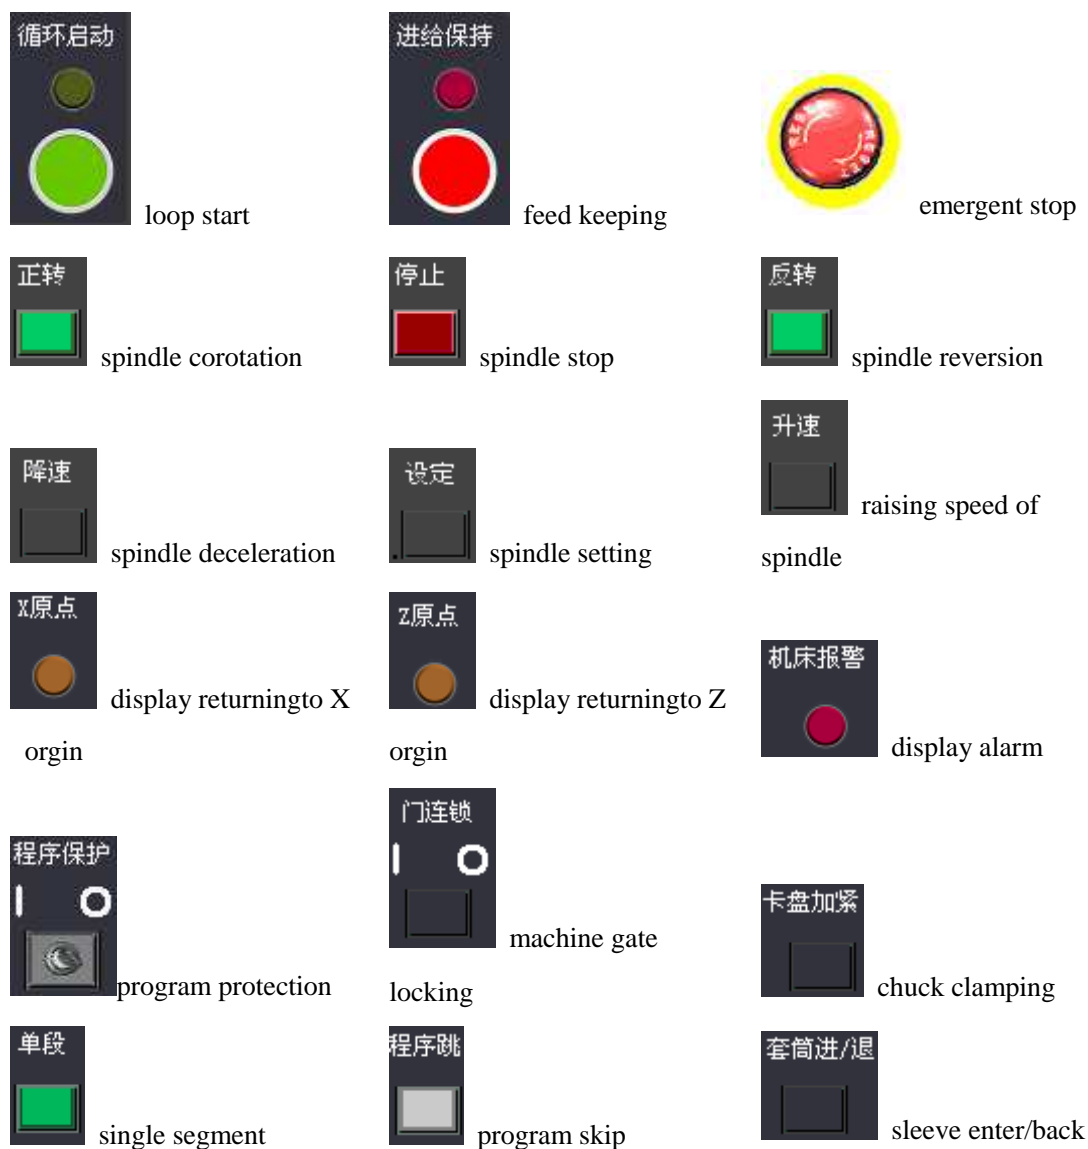 循环启动
loop start
进给保持
feed keeping
RESET RESET
emergent stop
正转
spindle corotation
停止
spindle stop
反转
spindle reversion
降速
spindle deceleration
设定
spindle setting
升速
raising speed of
spindle
X原点
display returningto X
orgin
Z原点
display returningto Z
orgin
机床报警
display alarm
程序保护
I O
program protection
门连锁
I O
machine gate
locking
卡盘加紧
chuck clamping
单段
single segment
程序跳
program skip
套筒进/退
sleeve enter/back